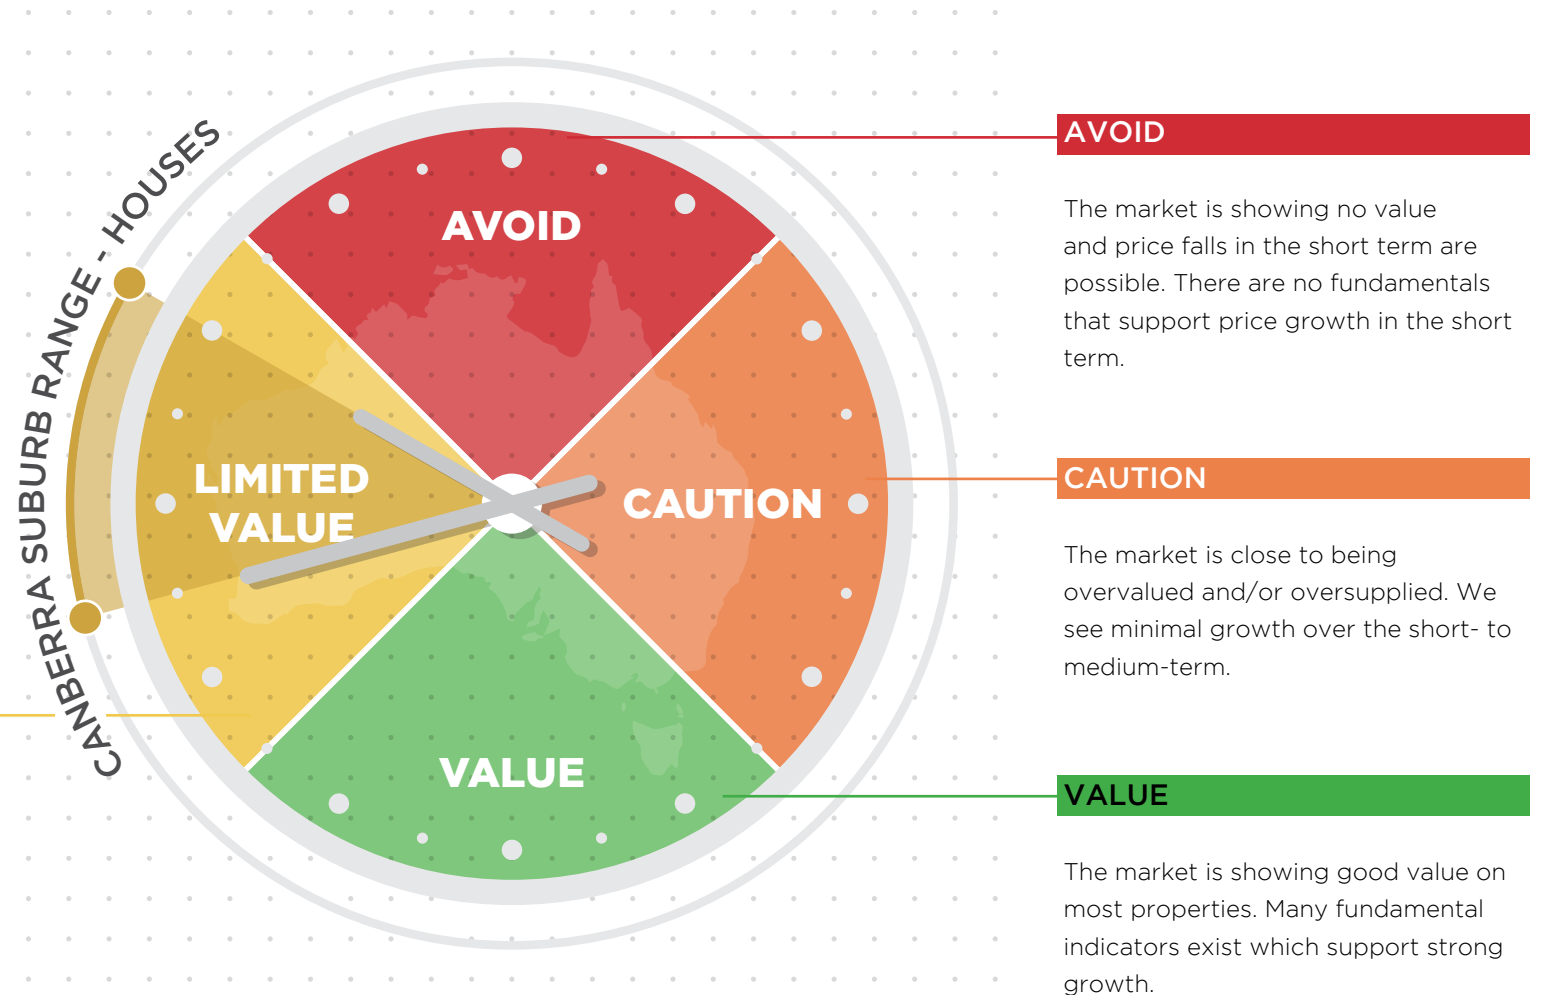 CANBERRA SUBURB RANGE - HOUSES
AVOID
LIMITED
VALUE
CAUTION
VALUE
AVOID
The market is showing no value
and price falls in the short term are
possible. There are no fundamentals
that support price growth in the short
term.
CAUTION
The market is close to being
overvalued and/or oversupplied. We
see minimal growth over the short- to
medium-term.
VALUE
The market is showing good value on
most properties. Many fundamental
indicators exist which support strong
growth.